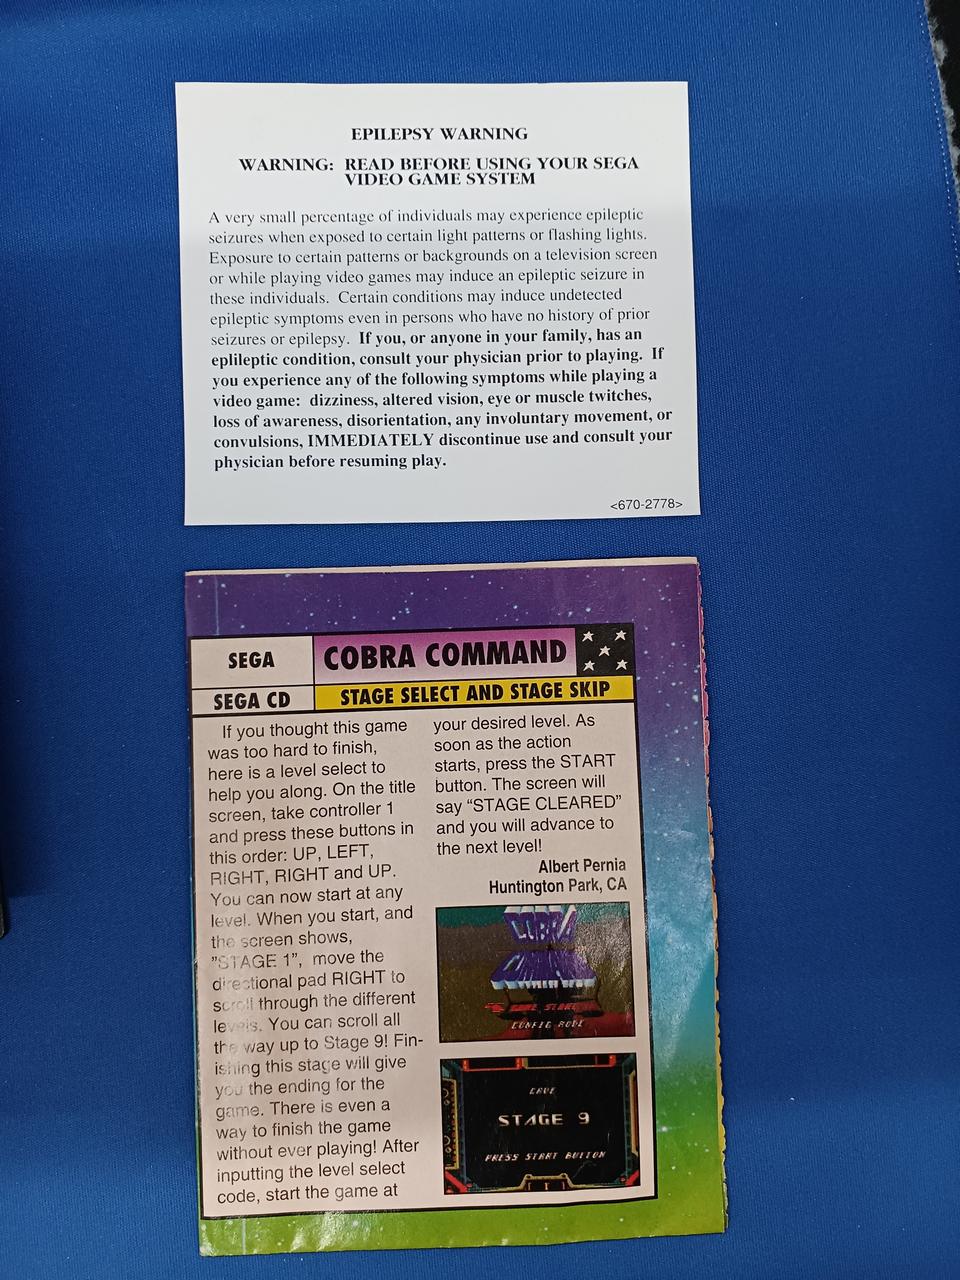 EPILEPSY WARNING
WARNING: READ BEFORE USING YOUR SEGA
VIDEO GAME SYSTEM
A very small percentage of individuals may experience epileptic
seizures when exposed to certain light patterns or flashing lights.
Exposure to certain patterns or backgrounds on a television screen
or while playing video games may induce an epileptic seizure in
these individuals. Certain conditions may induce undetected
epileptic symptoms even in persons who have no history of prior
seizures or epilepsy. If you, or anyone in your family, has an
eplileptic condition, consult your physician prior to playing. If
you experience any of the following symptoms while playing a
video game: dizziness, altered vision, eye or muscle twitches,
loss of awareness, disorientation, any involuntary movement, or
convulsions, IMMEDIATELY discontinue use and consult your
physician before resuming play.
<670-2778>
SEGA
COBRA COMMAND
SEGA CD
STAGE SELECT AND STAGE SKIP
If you thought this game
was too hard to finish,
here is a level select to
help you along. On the title
screen, take controller 1
and press these buttons in
this order: UP, LEFT,
RIGHT, RIGHT and UP.
You can now start at any
level. When you start, and
the screen shows,
"STAGE 1", move the
directional pad RIGHT to
scroll through the different
levels. You can scroll all
the way up to Stage 9! Fin-
ishing this stage will give
you the ending for the
game. There is even a
way to finish the game
without ever playing! After
inputting the level select
code, start the game at
your desired level. As
soon as the action
starts, press the START
button. The screen will
say “STAGE CLEARED”
and you will advance to
the next level!
Albert Pernia
Huntington Park, CA
COBRA
COMMAND
GAME START
CONFIG MODE
CAVE
STAGE 9
PRESS START BUTTON